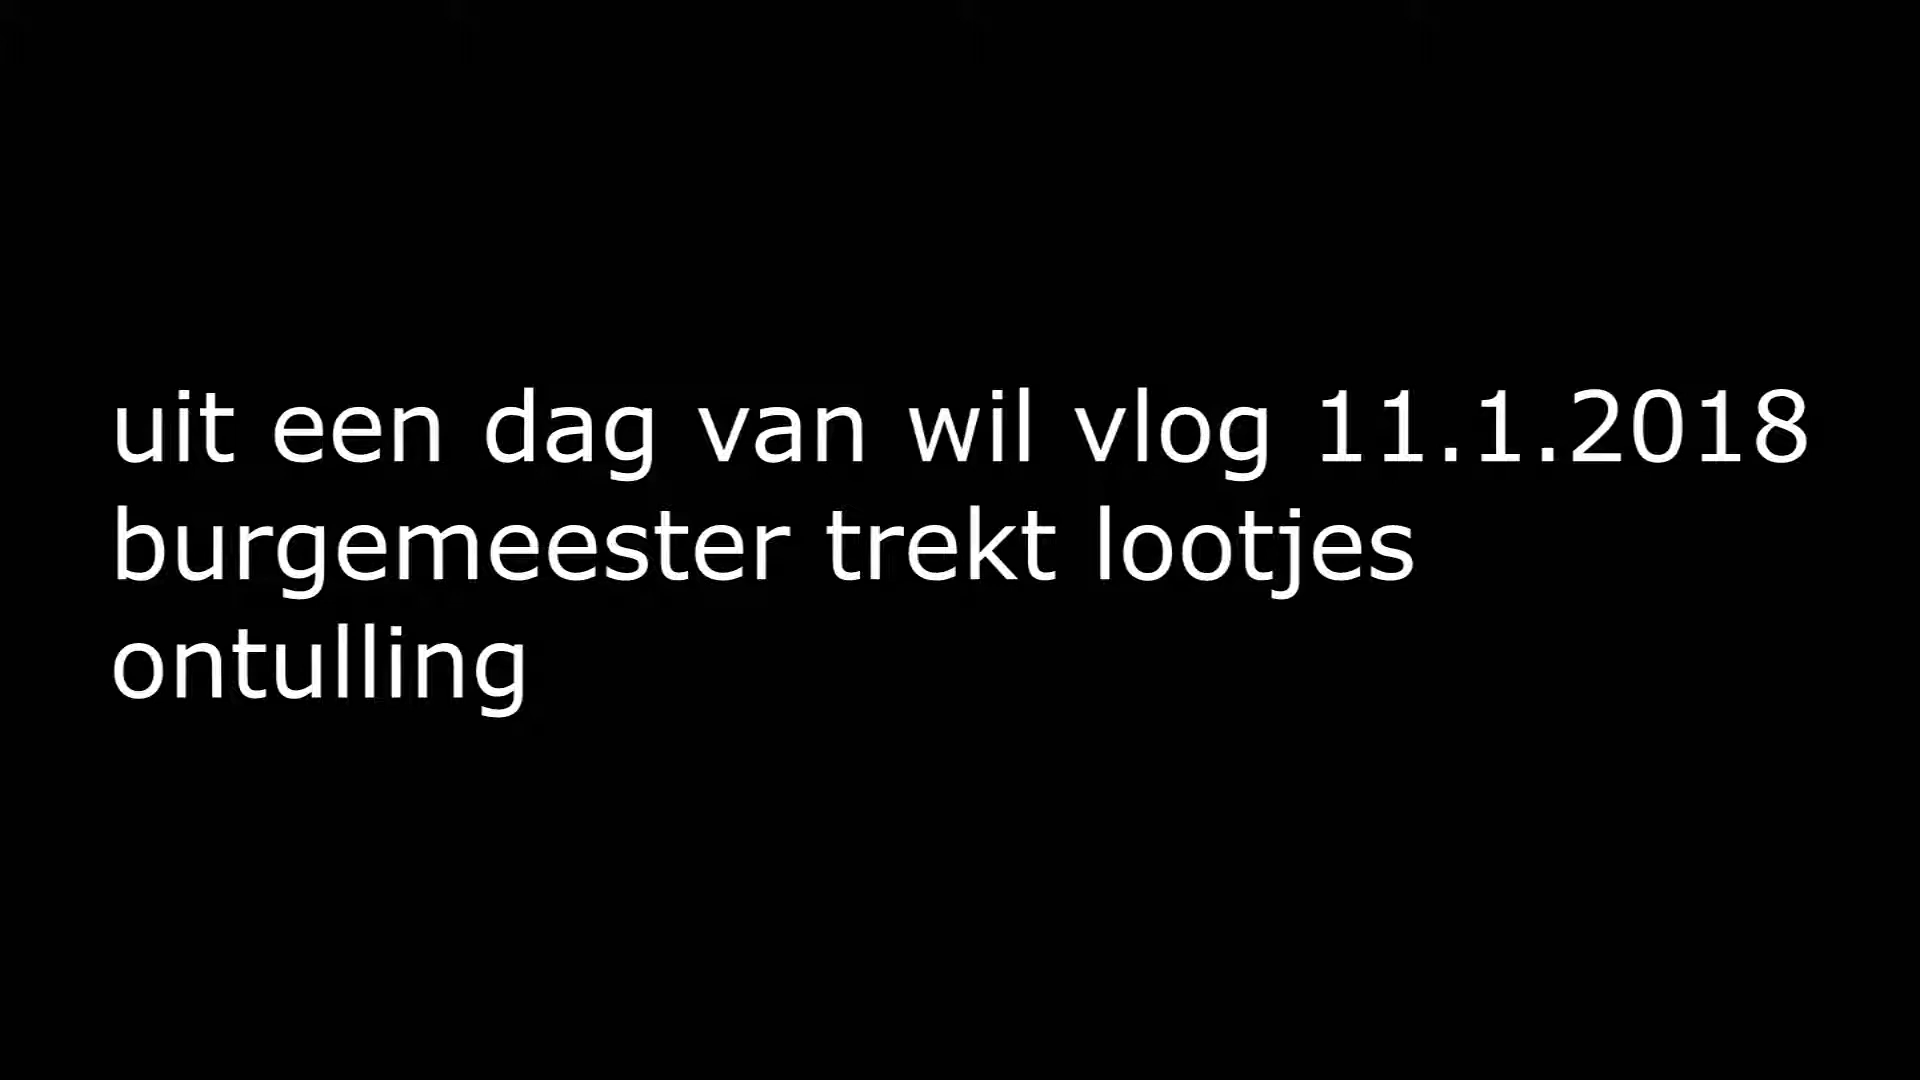 uit een dag van wil vlog 11.1.2018
burgemeester trekt lootjes
ontulling